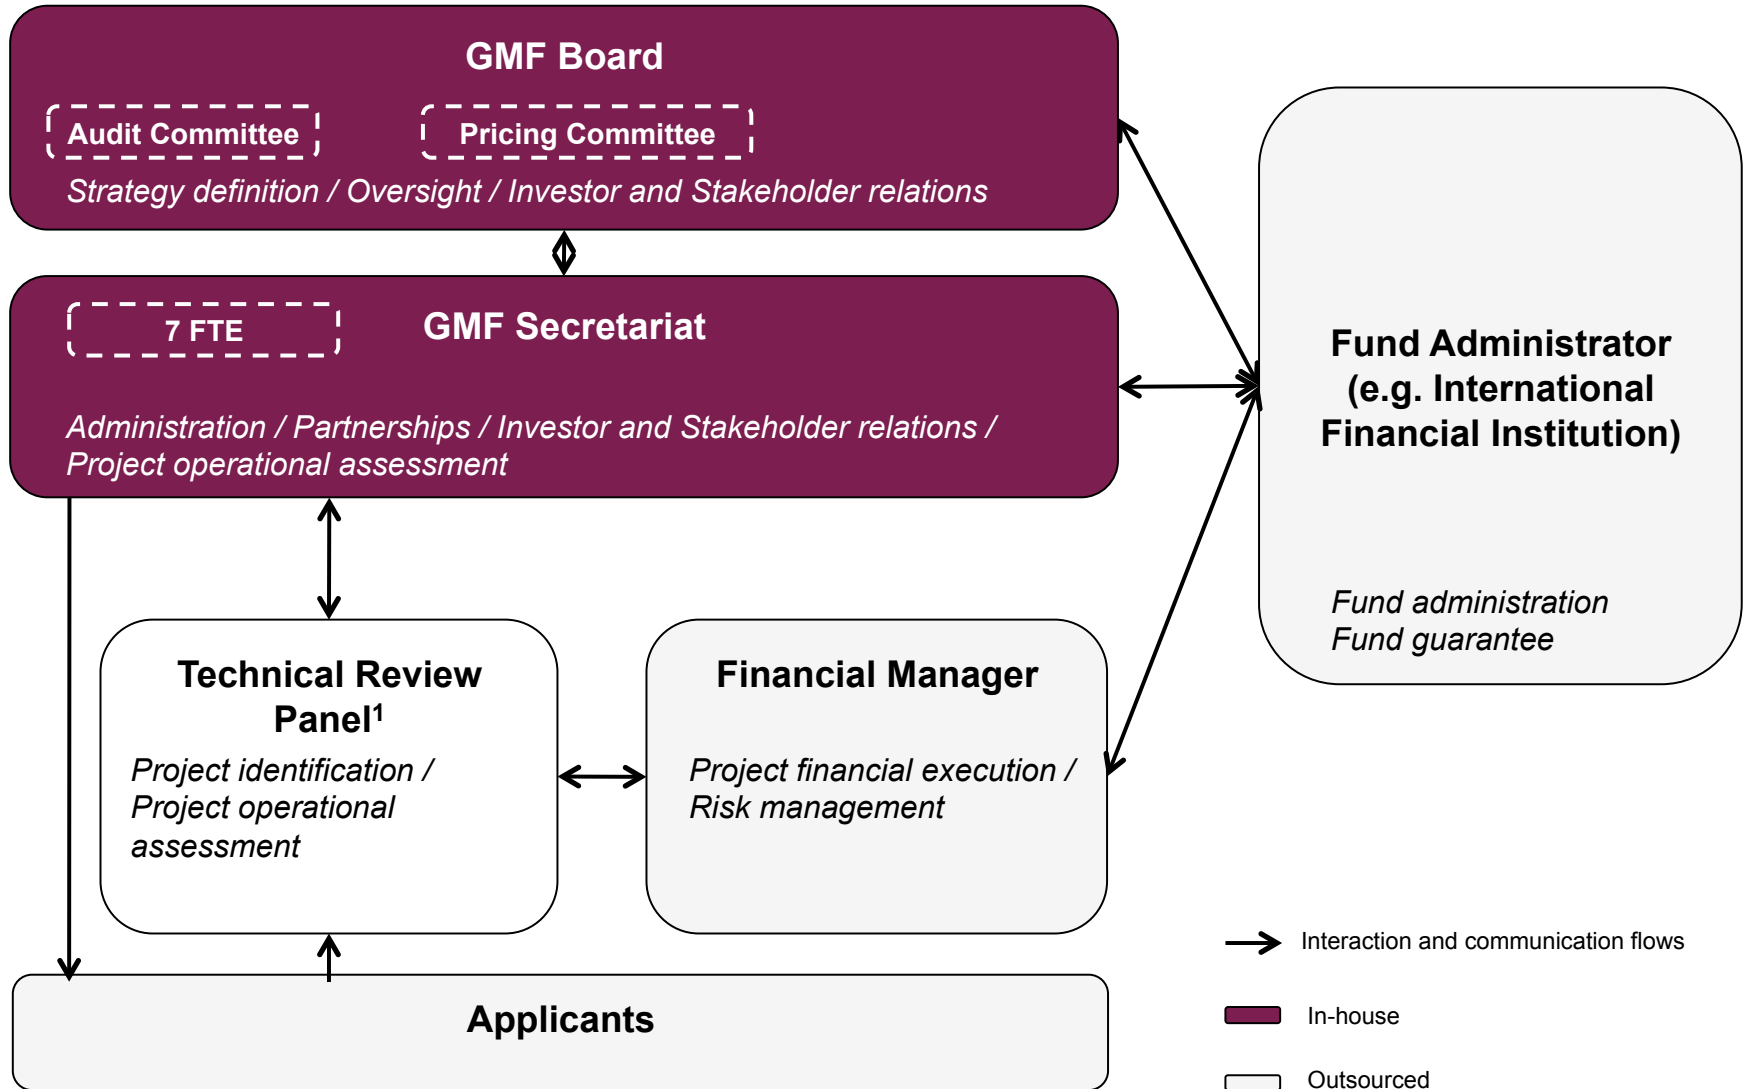 GMF Board
Audit Committee
Pricing Committee
Strategy definition / Oversight / Investor and Stakeholder relations
7 FTE
GMF Secretariat
Administration / Partnerships / Investor and Stakeholder relations /
Project operational assessment
Fund Administrator
(e.g. International
Financial Institution)
Fund administration
Fund guarantee
Technical Review
Panel¹
Project identification /
Project operational
assessment
Financial Manager
Project financial execution /
Risk management
Applicants
Interaction and communication flows
In-house
Outsourced